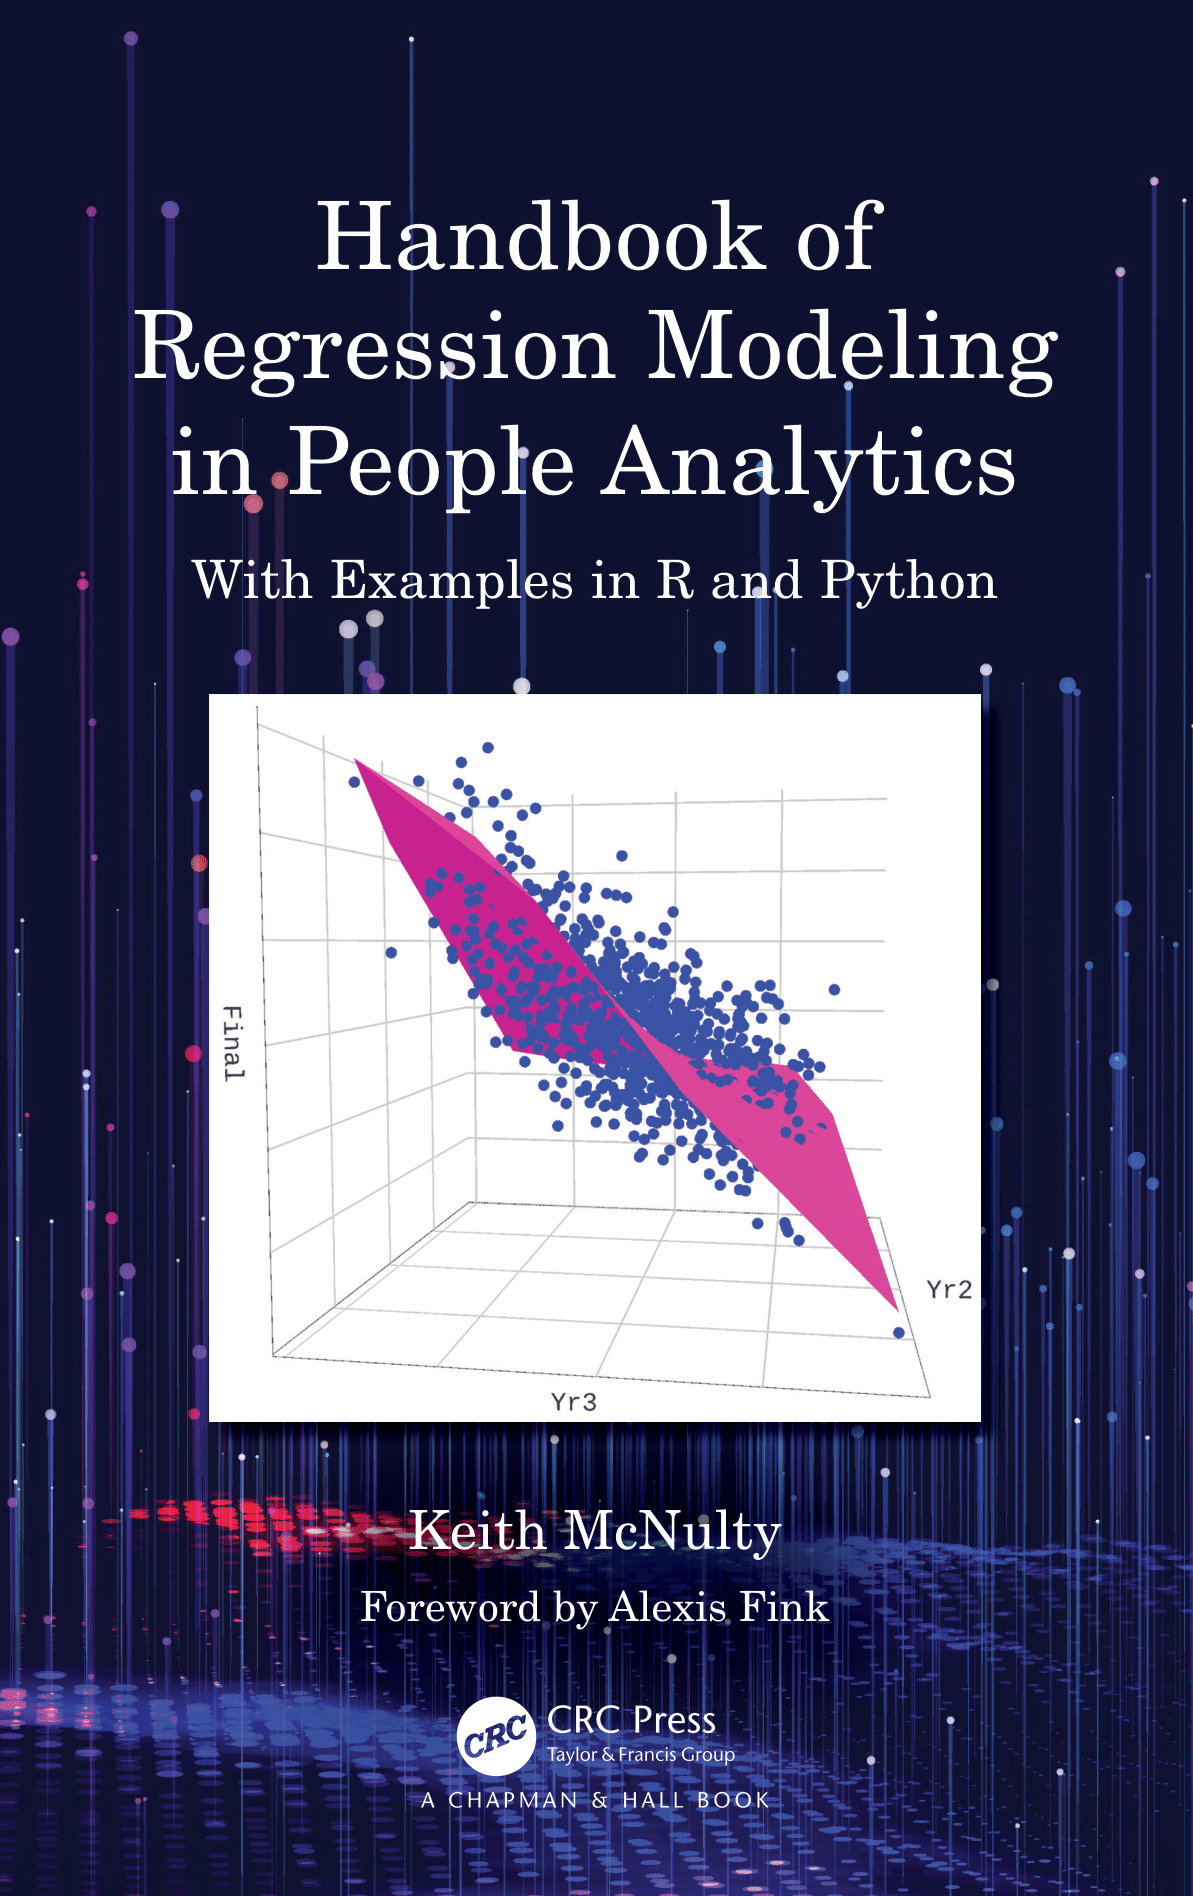 Handbook of
Regression Modeling
in People Analytics
With Examples in R and Python
Final
Yr2
Yr3
Keith McNulty
Foreword by Alexis Fink
CRC
CRC Press
Taylor & Francis Group
A CHAPMAN & HALL BOOK